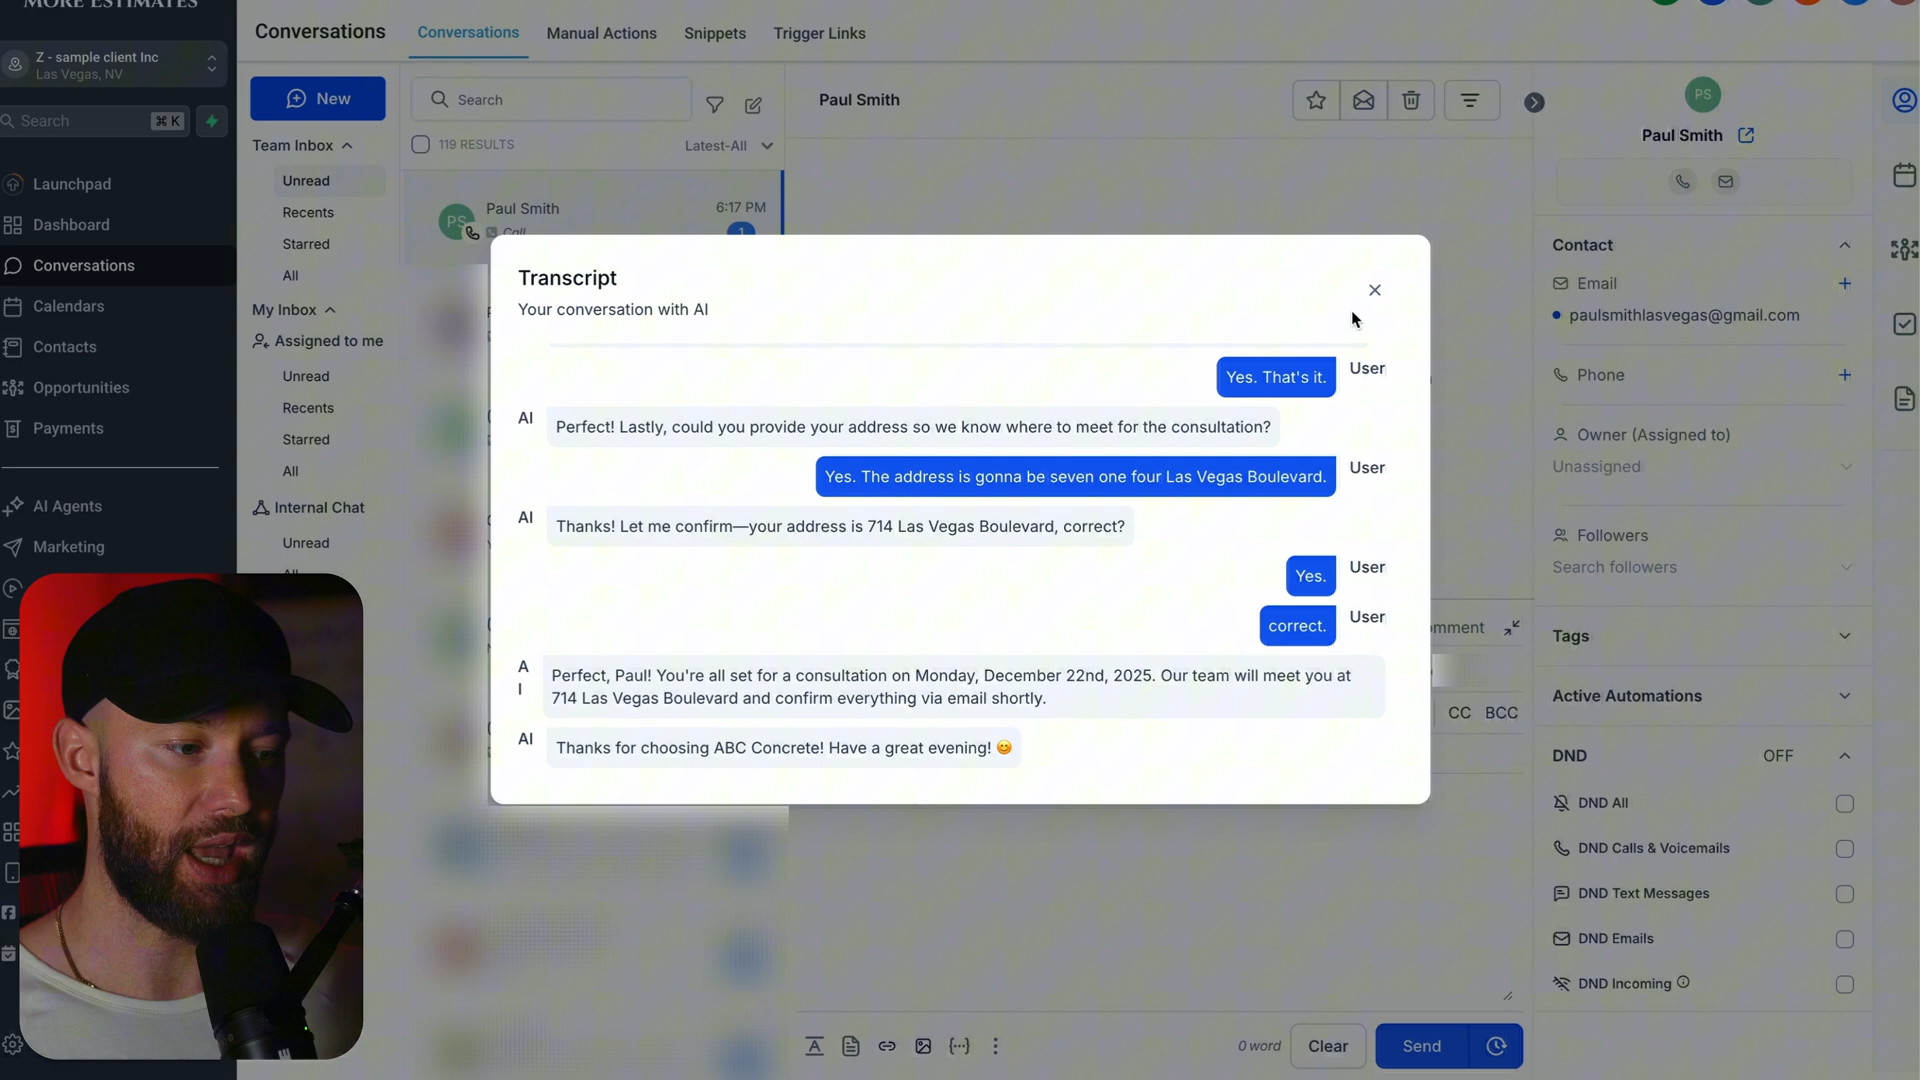 MORE ESTIMATES
Z - sample client Inc
Las Vegas, NV
Search ⌘ K
Launchpad
Dashboard
Conversations
Calendars
Contacts
Opportunities
Payments
AI Agents
Marketing
Conversations
Conversations
Manual Actions
Snippets
Trigger Links
New
Team Inbox
Unread
Recents
Starred
All
My Inbox
Assigned to me
Unread
Recents
Starred
All
Internal Chat
Unread
All
Search
119 RESULTS
Latest-All
PS
Paul Smith
6:17 PM
Call
1
Paul Smith
Transcript
Your conversation with AI
Yes. That's it.
User
AI
Perfect! Lastly, could you provide your address so we know where to meet for the consultation?
Yes. The address is gonna be seven one four Las Vegas Boulevard.
User
AI
Thanks! Let me confirm—your address is 714 Las Vegas Boulevard, correct?
Yes.
User
correct.
User
AI
Perfect, Paul! You're all set for a consultation on Monday, December 22nd, 2025. Our team will meet you at
714 Las Vegas Boulevard and confirm everything via email shortly.
AI
Thanks for choosing ABC Concrete! Have a great evening! 😊
CC BCC
0 word
Clear
Send
PS
Paul Smith
Contact
Email
paulsmithlasvegas@gmail.com
Phone
Owner (Assigned to)
Unassigned
Followers
Search followers
Tags
Active Automations
DND
OFF
DND All
DND Calls & Voicemails
DND Text Messages
DND Emails
DND Incoming